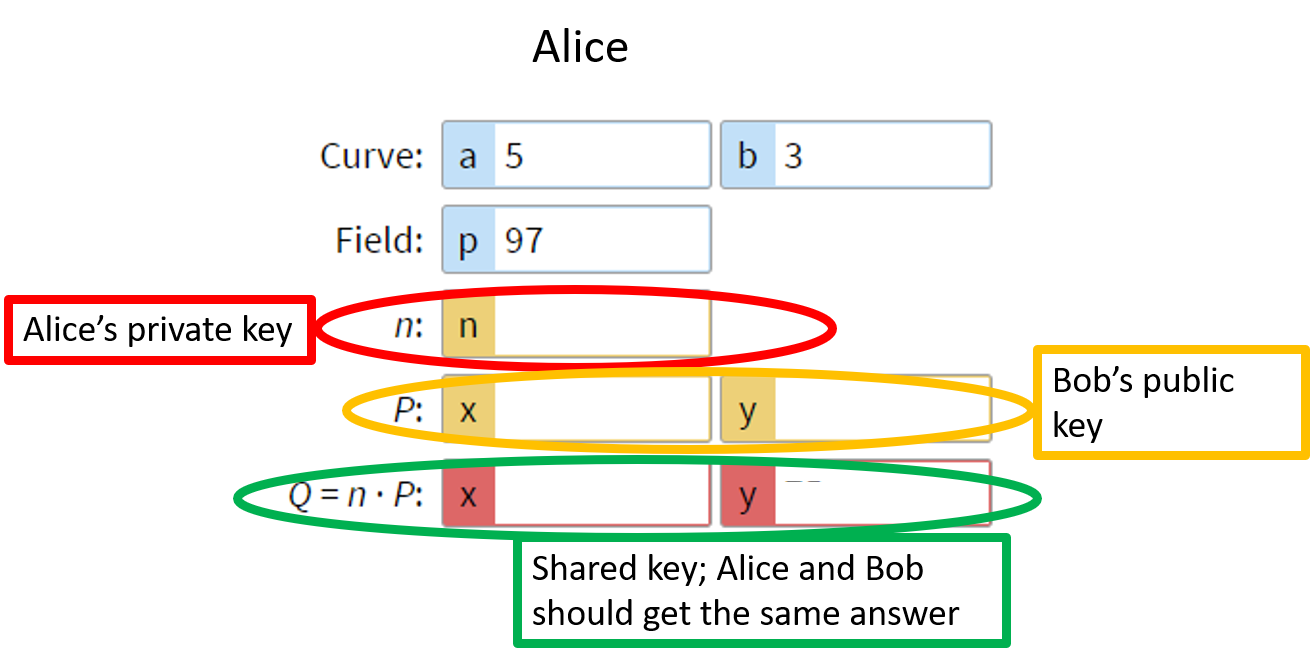 Alice
Curve: a 5 b 3
Field: p 97
Alice’s private key
n: n
P: x y
Bob’s public
key
Q = n · P: x y
Shared key; Alice and Bob
should get the same answer